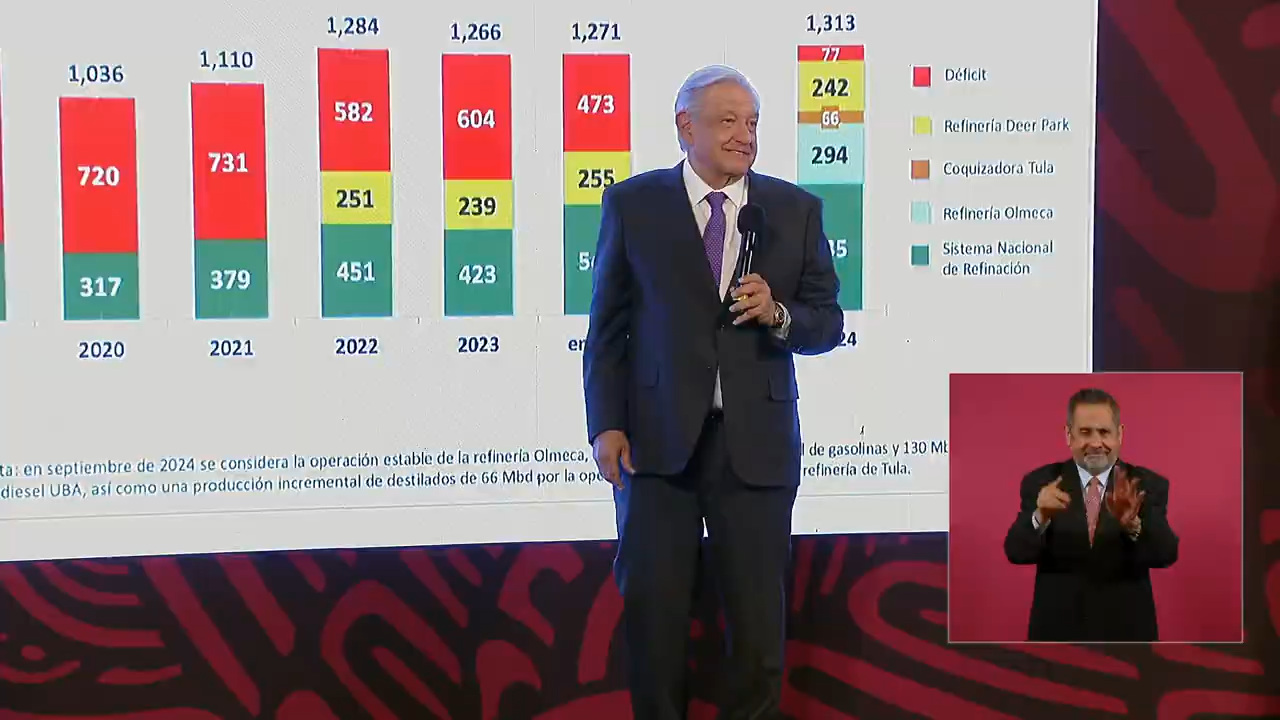 1,036
1,110
1,284
1,266
1,271
1,313
720
731
582
604
473
77
251
239
255
242
66
294
317
379
451
423
2020
2021
2022
2023
Déficit
Refinería Deer Park
Coquizadora Tula
Refinería Olmeca
Sistema Nacional
de Refinación
en septiembre de 2024 se considera la operación estable de la refinería Olmeca,
de gasolinas y 130
diesel UBA, así como una producción incremental de destilados de 66 Mbd por la
refinería de Tula.